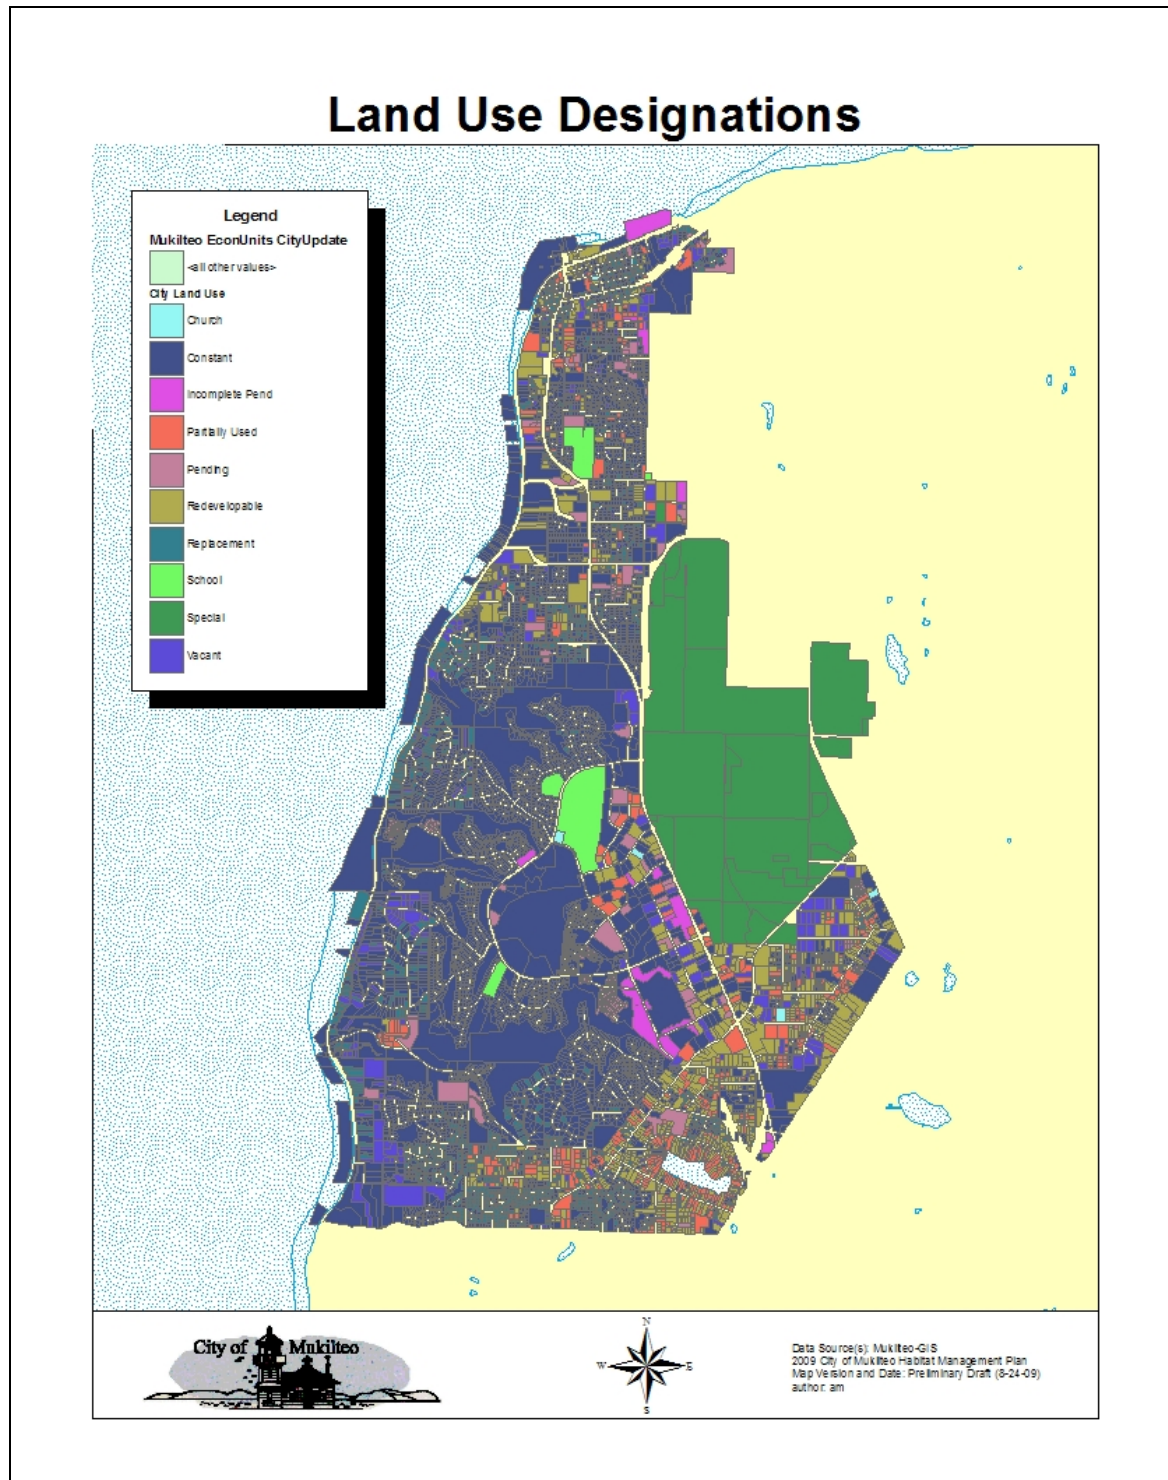 Land Use Designations
Legend
Mukilteo EconUnits CityUpdate
<all other values>
City Land Use
Church
Constant
Incomplete Pend
Partially Used
Pending
Redevelopable
Replacement
School
Special
Vacant
City of Mukilteo
N
W E
S
Data Source(s): Mukilteo-GIS
2009 City of Mukilteo Habitat Management Plan
Map Version and Date: Preliminary Draft (8-24-09)
author: am